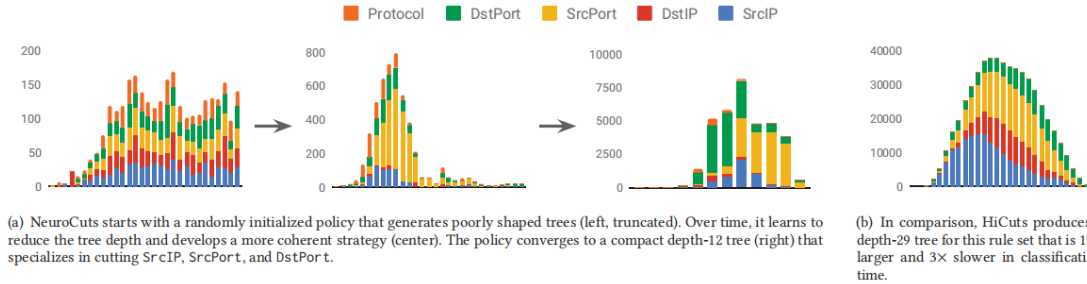 Protocol DstPort SrcPort DstIP SrcIP
200
150
100
50
0
800
600
400
200
0
10000
7500
5000
2500
0
40000
30000
20000
10000
0
(a) NeuroCuts starts with a randomly initialized policy that generates poorly shaped trees (left, truncated). Over time, it learns to
reduce the tree depth and develops a more coherent strategy (center). The policy converges to a compact depth-12 tree (right) that
specializes in cutting SrcIP, SrcPort, and DstPort.
(b) In comparison, HiCuts produces
depth-29 tree for this rule set that is
larger and 3× slower in classificati
time.